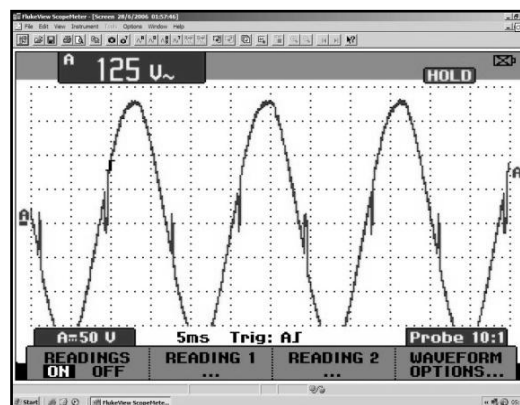 FlukeView ScopeMeter - [Screen 28/6/2006 01:57:46]
File Edit View Instrument Tools Options Window Help
A 125 V~
HOLD
A
A
A=50 V 5ms Trig: A Probe 10:1
READINGS READING 1 READING 2 WAVEFORM
ON OFF ... ... OPTIONS...
Start FlukeView ScopeMete...